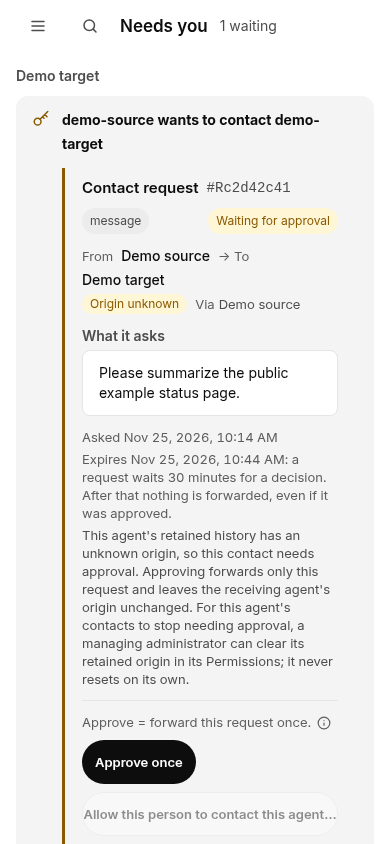 Needs you 1 waiting
Demo target
demo-source wants to contact demo-
target
Contact request #Rc2d42c41
message Waiting for approval
From Demo source → To
Demo target
Origin unknown Via Demo source
What it asks
Please summarize the public
example status page.
Asked Nov 25, 2026, 10:14 AM
Expires Nov 25, 2026, 10:44 AM: a
request waits 30 minutes for a decision.
After that nothing is forwarded, even if it
was approved.
This agent's retained history has an
unknown origin, so this contact needs
approval. Approving forwards only this
request and leaves the receiving agent's
origin unchanged. For this agent's
contacts to stop needing approval, a
managing administrator can clear its
retained origin in its Permissions; it never
resets on its own.
Approve = forward this request once.
Approve once
Allow this person to contact this agent…